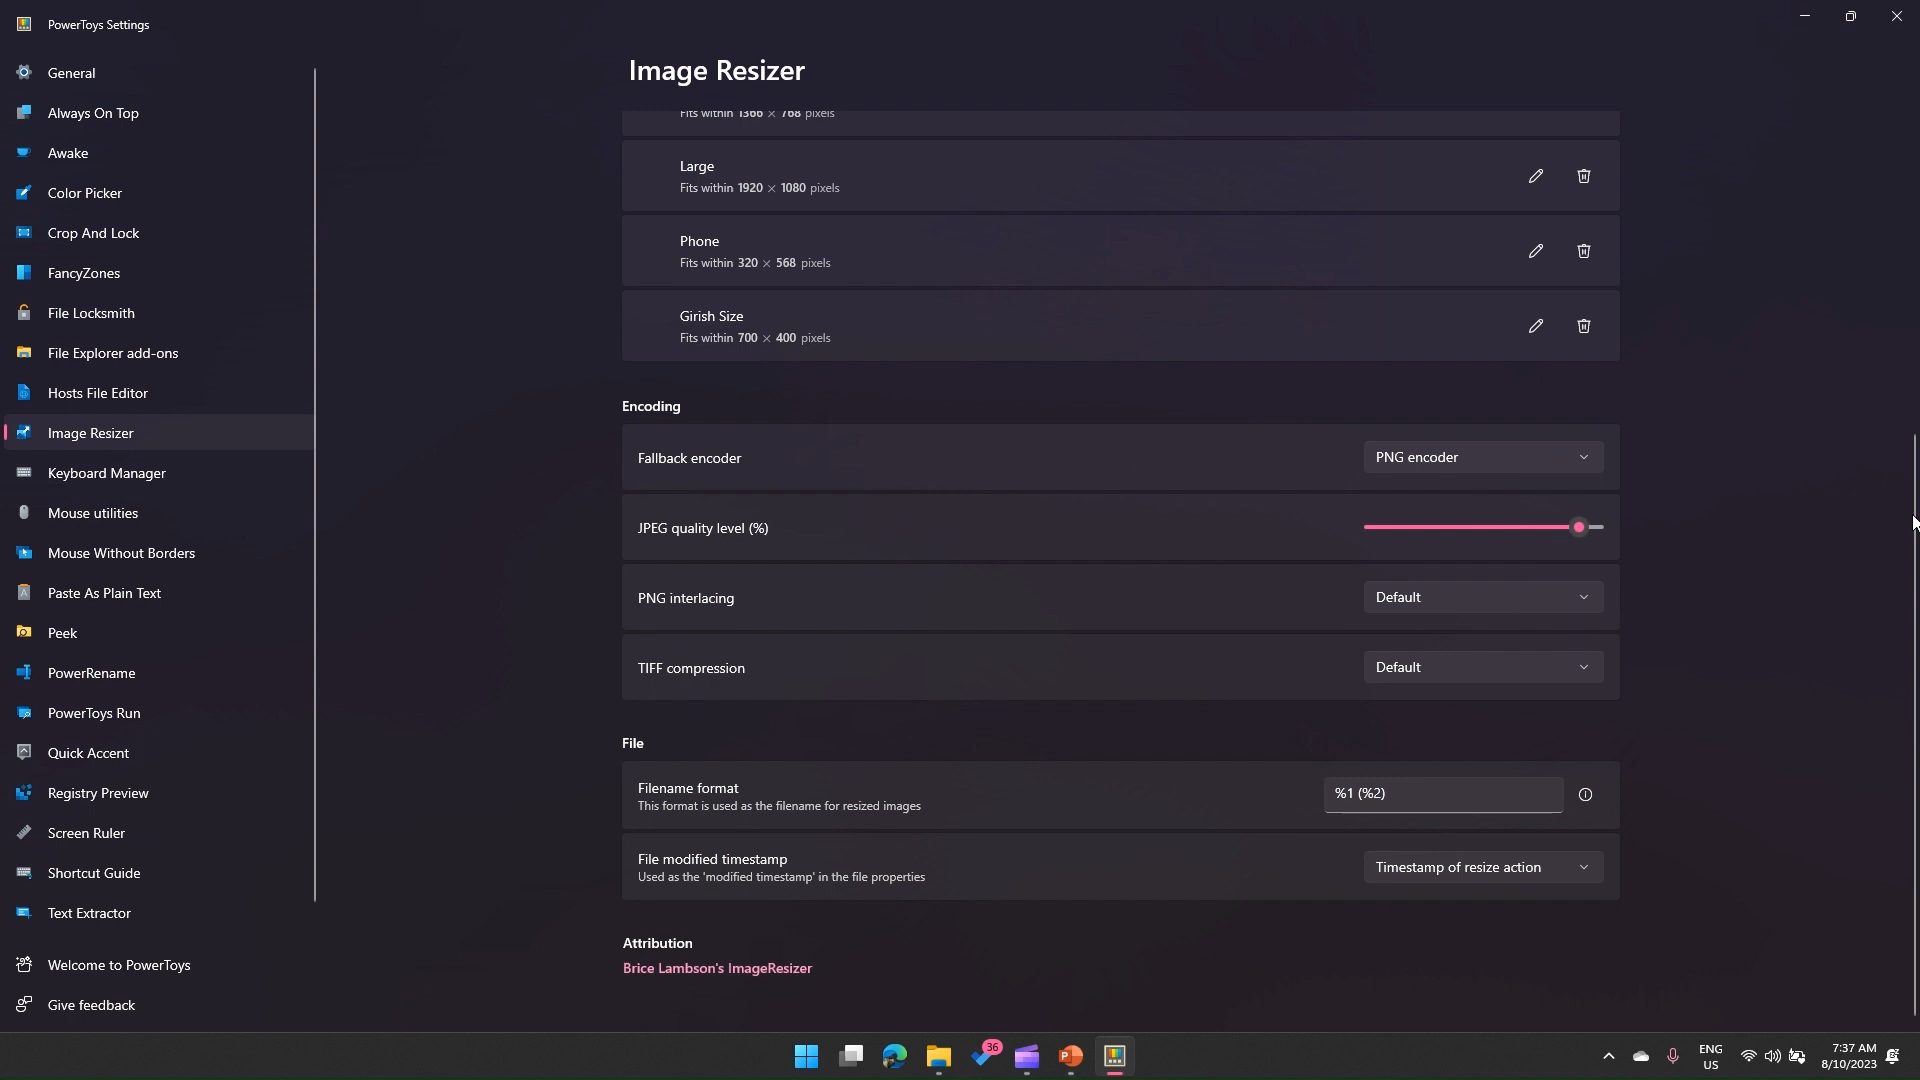 PowerToys Settings
General
Always On Top
Awake
Color Picker
Crop And Lock
FancyZones
File Locksmith
File Explorer add-ons
Hosts File Editor
Image Resizer
Keyboard Manager
Mouse utilities
Mouse Without Borders
Paste As Plain Text
Peek
PowerRename
PowerToys Run
Quick Accent
Registry Preview
Screen Ruler
Shortcut Guide
Text Extractor
Welcome to PowerToys
Give feedback
Image Resizer
Fits within 1366 × 768 pixels
Large
Fits within 1920 × 1080 pixels
Phone
Fits within 320 × 568 pixels
Girish Size
Fits within 700 × 400 pixels
Encoding
Fallback encoder
PNG encoder
JPEG quality level (%)
PNG interlacing
Default
TIFF compression
Default
File
Filename format
This format is used as the filename for resized images
%1 (%2)
File modified timestamp
Used as the 'modified timestamp' in the file properties
Timestamp of resize action
Attribution
Brice Lambson's ImageResizer
36
P
ENG
US
7:37 AM
8/10/2023